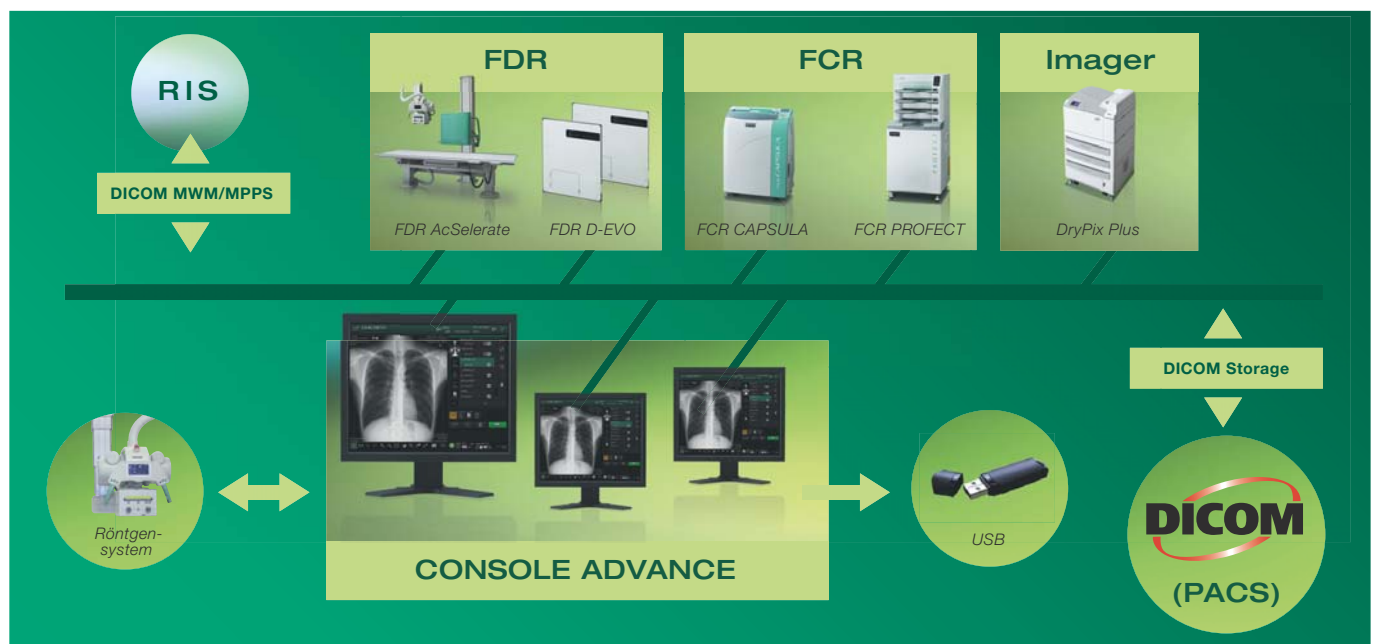 RIS
DICOM MWM/MPPS
FDR
FDR AcSelerate
FDR D-EVO
FCR
FCR CAPSULA
FCR PROFECT
Imager
DryPix Plus
DICOM Storage
Röntgen-
system
CONSOLE ADVANCE
USB
DICOM
(PACS)